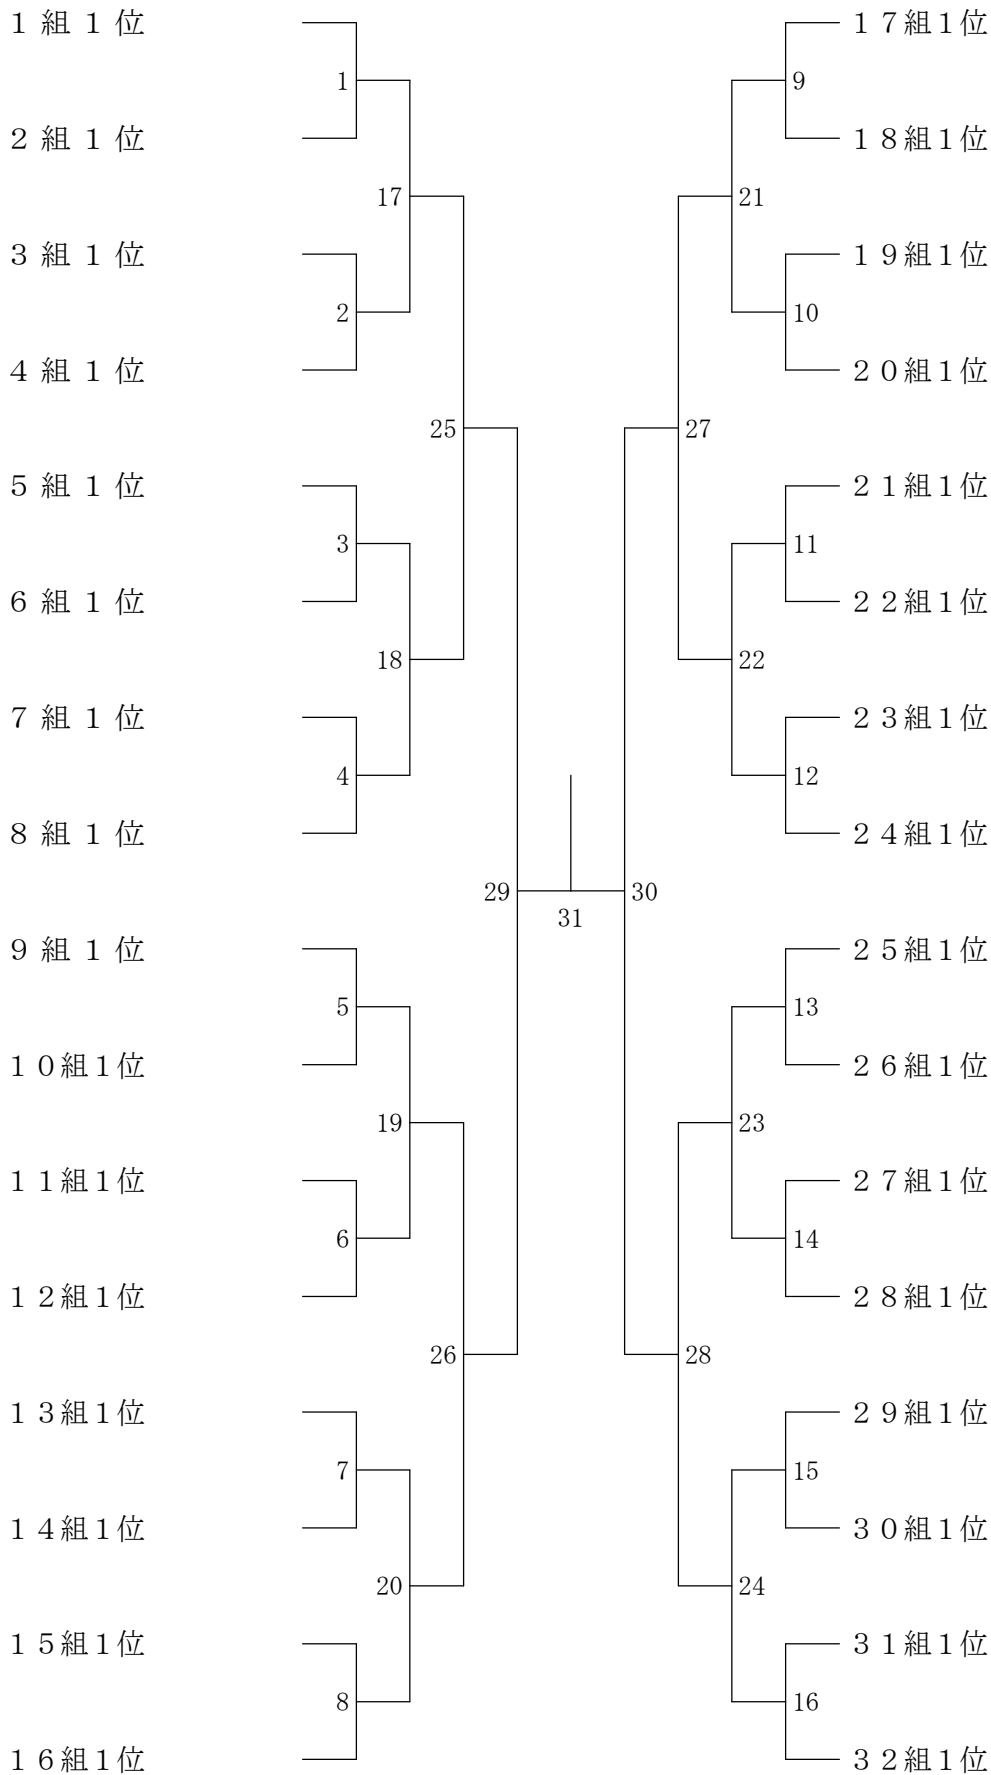 １ 組 １ 位
1
２ 組 １ 位
17
３ 組 １ 位
2
４ 組 １ 位
25
５ 組 １ 位
3
６ 組 １ 位
18
７ 組 １ 位
4
８ 組 １ 位
29
９ 組 １ 位
5
１０組１位
19
１１組１位
6
１２組１位
26
１３組１位
7
１４組１位
20
１５組１位
8
１６組１位
31
１７組１位
9
１８組１位
21
１９組１位
10
２０組１位
27
２１組１位
11
２２組１位
22
２３組１位
12
２４組１位
30
２５組１位
13
２６組１位
23
２７組１位
14
２８組１位
28
２９組１位
15
３０組１位
24
３１組１位
16
３２組１位